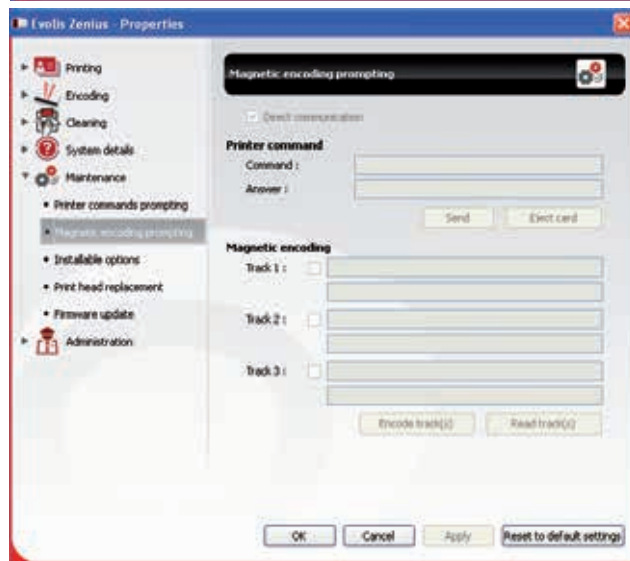 Evolis Zenius - Properties
Printing
Encoding
Cleaning
System details
Maintenance
Printer commands prompting
Magnetic encoding prompting
Installable options
Print head replacement
Firmware update
Administration
Magnetic encoding prompting
Direct communication
Printer command
Command :
Answer :
Send Eject card
Magnetic encoding
Track 1 :
Track 2 :
Track 3 :
Encode track(s) Read track(s)
OK Cancel Apply Reset to default settings